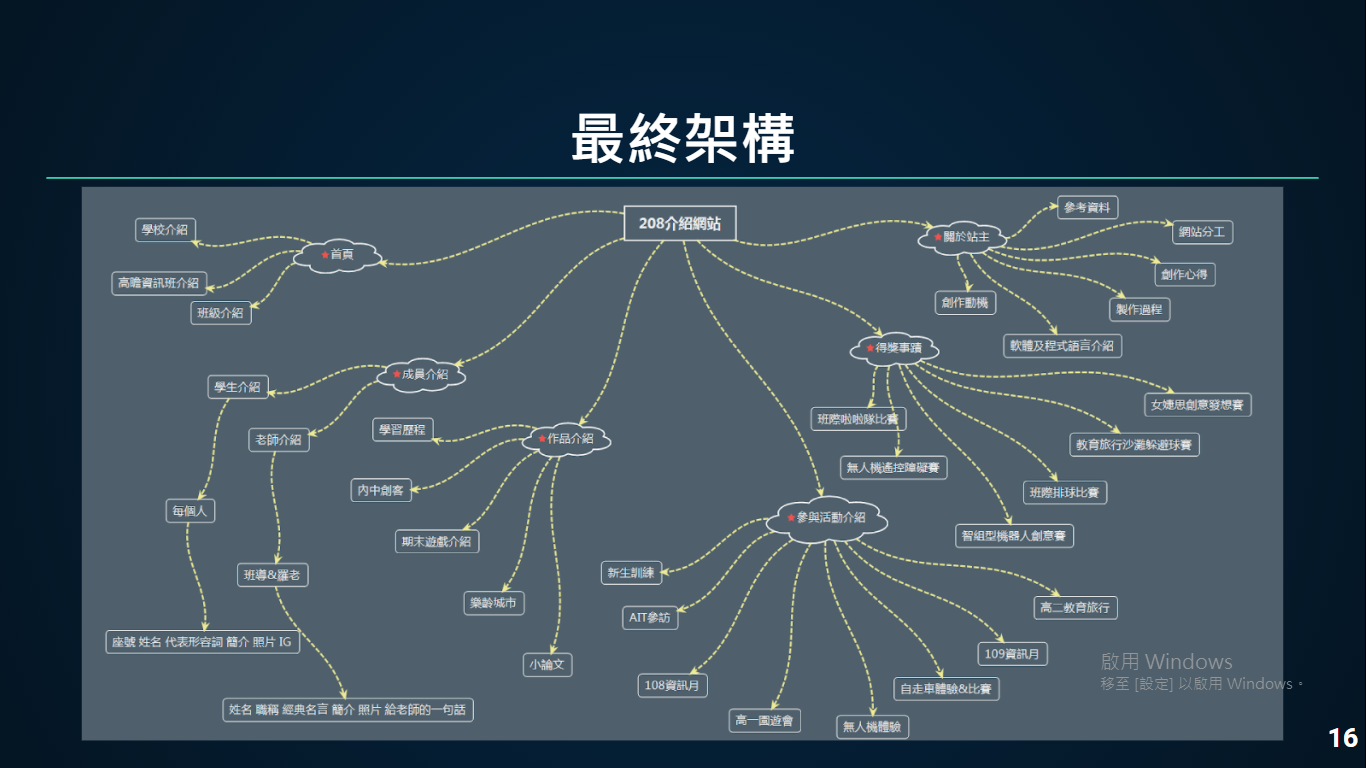 最終架構
208介紹網站
首頁
學校介紹
高瞻資訊班介紹
班級介紹
成員介紹
學生介紹
老師介紹
每個人
班導&羅老
座號 姓名 代表形容詞 簡介 照片 IG
姓名 職稱 經典名言 簡介 照片 給老師的一句話
作品介紹
學習歷程
內中創客
期末遊戲介紹
樂齡城市
小論文
參與活動介紹
新生訓練
AIT參訪
108資訊月
高一園遊會
無人機體驗
自走車體驗&比賽
109資訊月
高二教育旅行
得獎事蹟
班際啦啦隊比賽
無人機遙控障礙賽
智組型機器人創意賽
班際排球比賽
教育旅行沙灘躲避球賽
女婕思創意發想賽
關於站主
參考資料
網站分工
創作心得
製作過程
軟體及程式語言介紹
創作動機
啟用 Windows
移至 [設定] 以啟用 Windows。
16